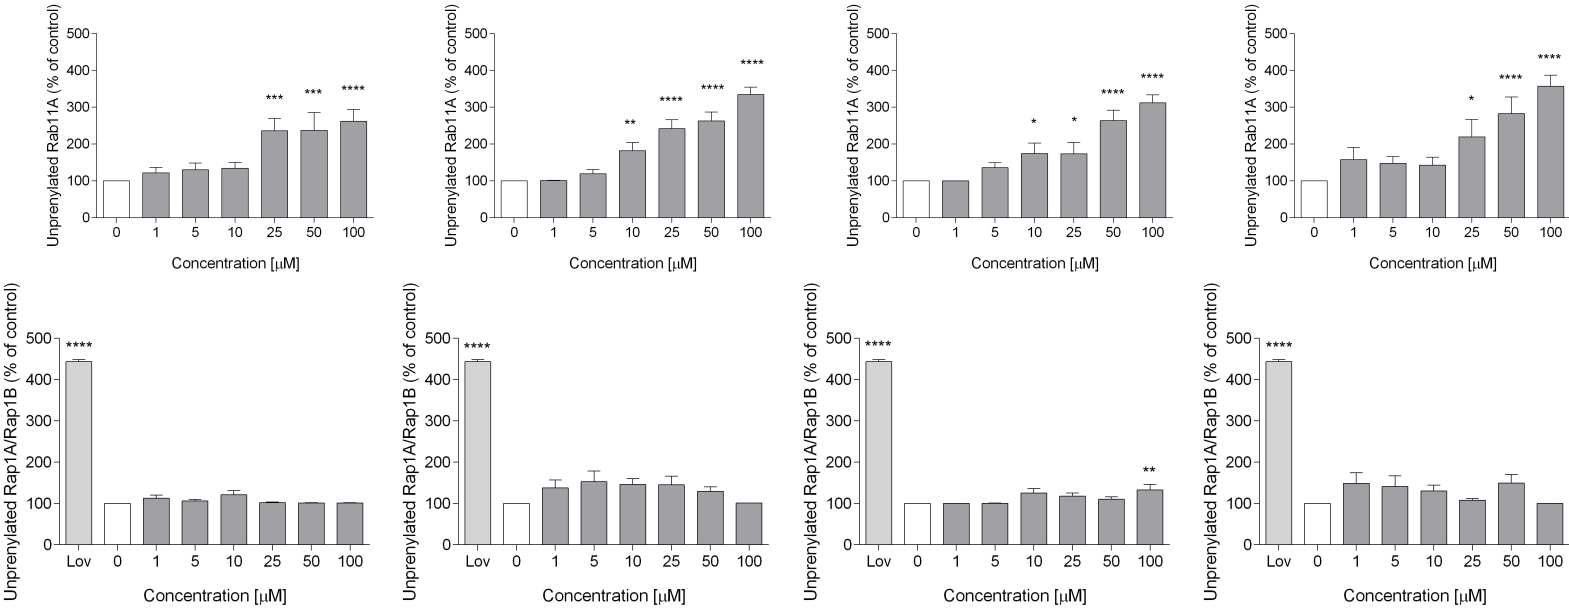 Unprenylated Rab11A (% of control)
500
400
300
200
100
0
*** *** ****
0 1 5 10 25 50 100
Concentration [μM]
Unprenylated Rab11A (% of control)
500
400
300
200
100
0
** **** **** ****
0 1 5 10 25 50 100
Concentration [μM]
Unprenylated Rab11A (% of control)
500
400
300
200
100
0
* * **** ****
0 1 5 10 25 50 100
Concentration [μM]
Unprenylated Rab11A (% of control)
500
400
300
200
100
0
* **** ****
0 1 5 10 25 50 100
Concentration [μM]
Unprenylated Rap1A/Rap1B (% of control)
500
400
300
200
100
0
****
Lov 0 1 5 10 25 50 100
Concentration [μM]
Unprenylated Rap1A/Rap1B (% of control)
500
400
300
200
100
0
****
Lov 0 1 5 10 25 50 100
Concentration [μM]
Unprenylated Rap1A/Rap1B (% of control)
500
400
300
200
100
0
**** **
Lov 0 1 5 10 25 50 100
Concentration [μM]
Unprenylated Rap1A/Rap1B (% of control)
500
400
300
200
100
0
****
Lov 0 1 5 10 25 50 100
Concentration [μM]